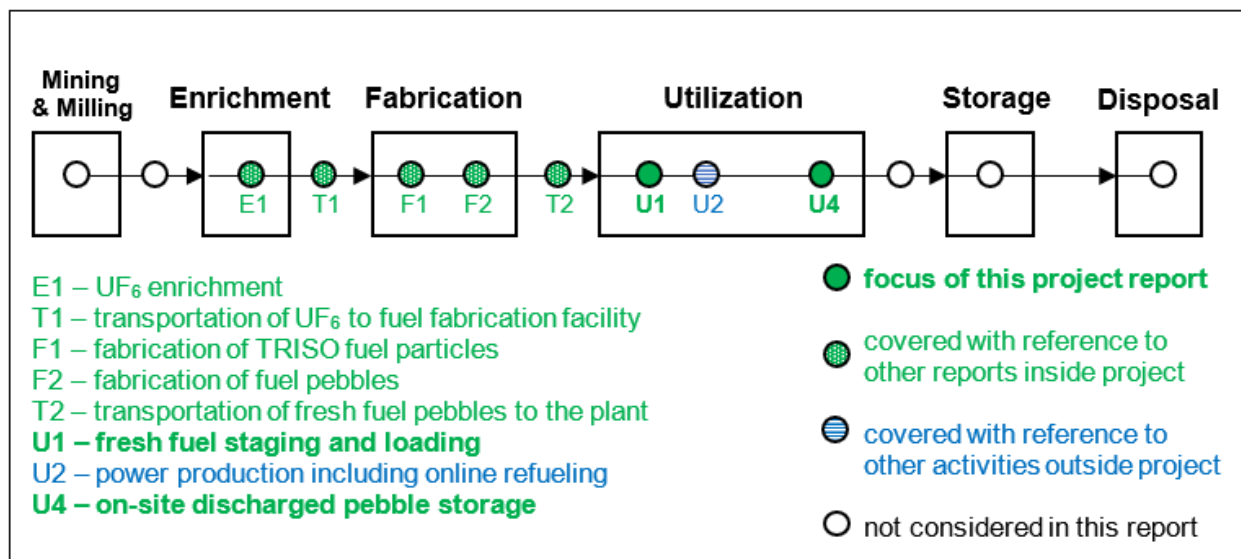 Mining
& Milling
Enrichment
Fabrication
Utilization
Storage
Disposal
E1
T1
F1
F2
T2
U1
U2
U4
E1 – UF₆ enrichment
T1 – transportation of UF₆ to fuel fabrication facility
F1 – fabrication of TRISO fuel particles
F2 – fabrication of fuel pebbles
T2 – transportation of fresh fuel pebbles to the plant
U1 – fresh fuel staging and loading
U2 – power production including online refueling
U4 – on-site discharged pebble storage
focus of this project report
covered with reference to
other reports inside project
covered with reference to
other activities outside project
not considered in this report